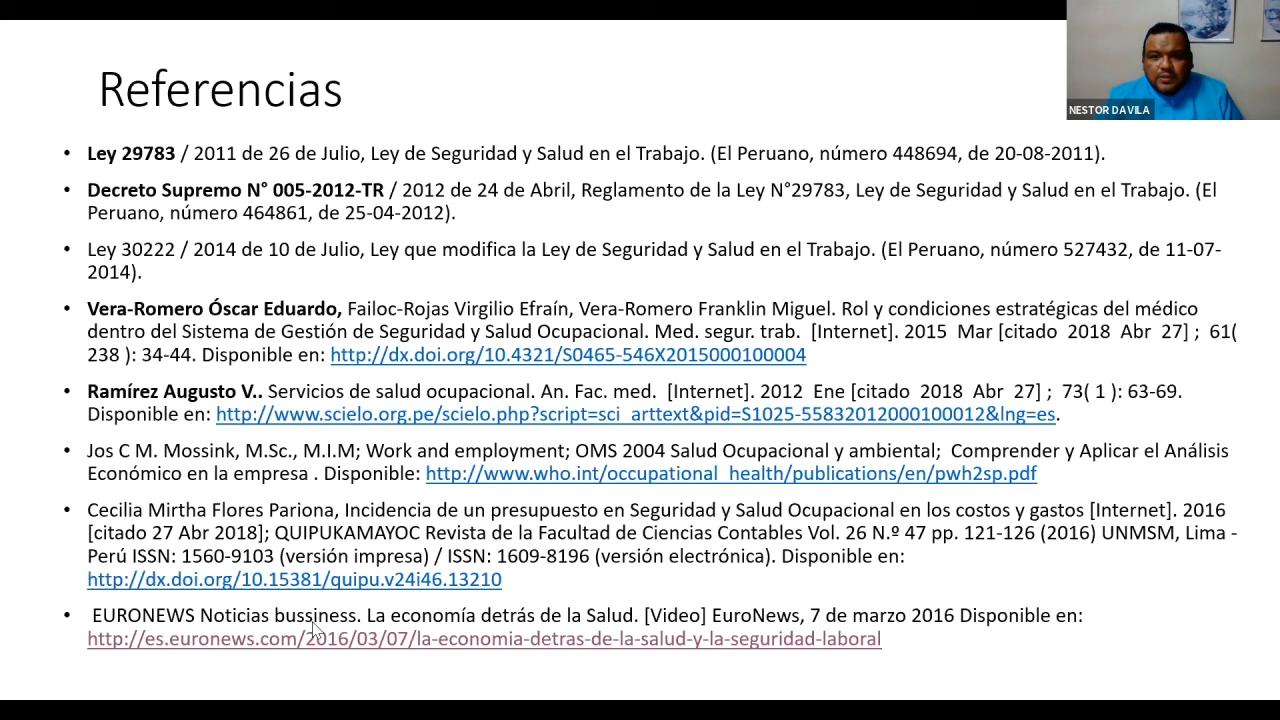 Referencias
NESTOR DAVILA
• Ley 29783 / 2011 de 26 de Julio, Ley de Seguridad y Salud en el Trabajo. (El Peruano, número 448694, de 20-08-2011).
• Decreto Supremo N° 005-2012-TR / 2012 de 24 de Abril, Reglamento de la Ley N°29783, Ley de Seguridad y Salud en el Trabajo. (El
Peruano, número 464861, de 25-04-2012).
• Ley 30222 / 2014 de 10 de Julio, Ley que modifica la Ley de Seguridad y Salud en el Trabajo. (El Peruano, número 527432, de 11-07-
2014).
• Vera-Romero Óscar Eduardo, Failoc-Rojas Virgilio Efraín, Vera-Romero Franklin Miguel. Rol y condiciones estratégicas del médico
dentro del Sistema de Gestión de Seguridad y Salud Ocupacional. Med. segur. trab. [Internet]. 2015 Mar [citado 2018 Abr 27] ; 61(
238 ): 34-44. Disponible en: http://dx.doi.org/10.4321/S0465-546X2015000100004
• Ramírez Augusto V.. Servicios de salud ocupacional. An. Fac. med. [Internet]. 2012 Ene [citado 2018 Abr 27] ; 73( 1 ): 63-69.
Disponible en: http://www.scielo.org.pe/scielo.php?script=sci_arttext&pid=S1025-55832012000100012&lng=es.
• Jos C M. Mossink, M.Sc., M.I.M; Work and employment; OMS 2004 Salud Ocupacional y ambiental; Comprender y Aplicar el Análisis
Económico en la empresa . Disponible: http://www.who.int/occupational_health/publications/en/pwh2sp.pdf
• Cecilia Mirtha Flores Pariona, Incidencia de un presupuesto en Seguridad y Salud Ocupacional en los costos y gastos [Internet]. 2016
[citado 27 Abr 2018]; QUIPUKAMAYOC Revista de la Facultad de Ciencias Contables Vol. 26 N.º 47 pp. 121-126 (2016) UNMSM, Lima -
Perú ISSN: 1560-9103 (versión impresa) / ISSN: 1609-8196 (versión electrónica). Disponible en:
http://dx.doi.org/10.15381/quipu.v24i46.13210
• EURONEWS Noticias bussiness. La economía detrás de la Salud. [Video] EuroNews, 7 de marzo 2016 Disponible en:
http://es.euronews.com/2016/03/07/la-economia-detras-de-la-salud-y-la-seguridad-laboral